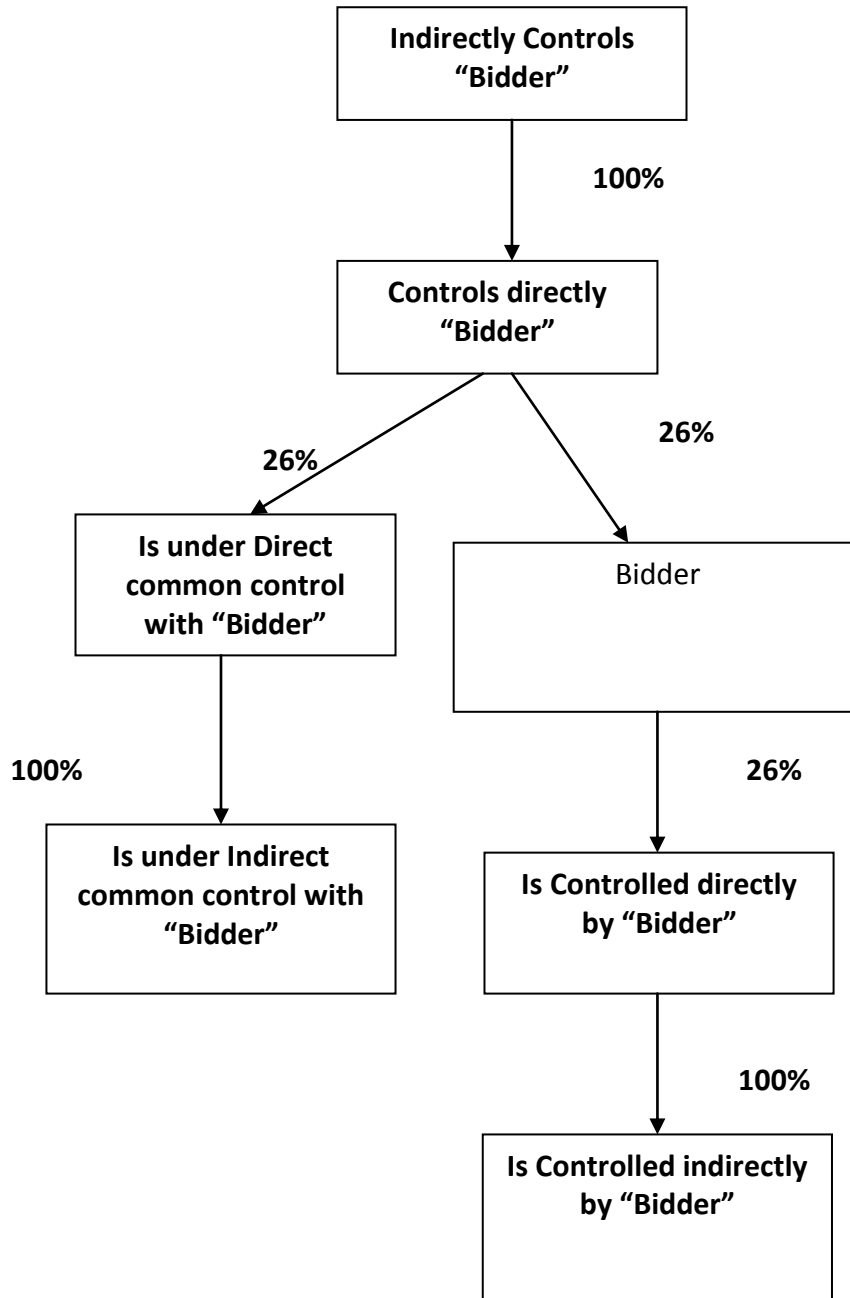 Indirectly Controls
“Bidder”
100%
Controls directly
“Bidder”
26%
26%
Is under Direct
common control
with “Bidder”
Bidder
100%
26%
Is under Indirect
common control with
“Bidder”
Is Controlled directly
by “Bidder”
100%
Is Controlled indirectly
by “Bidder”